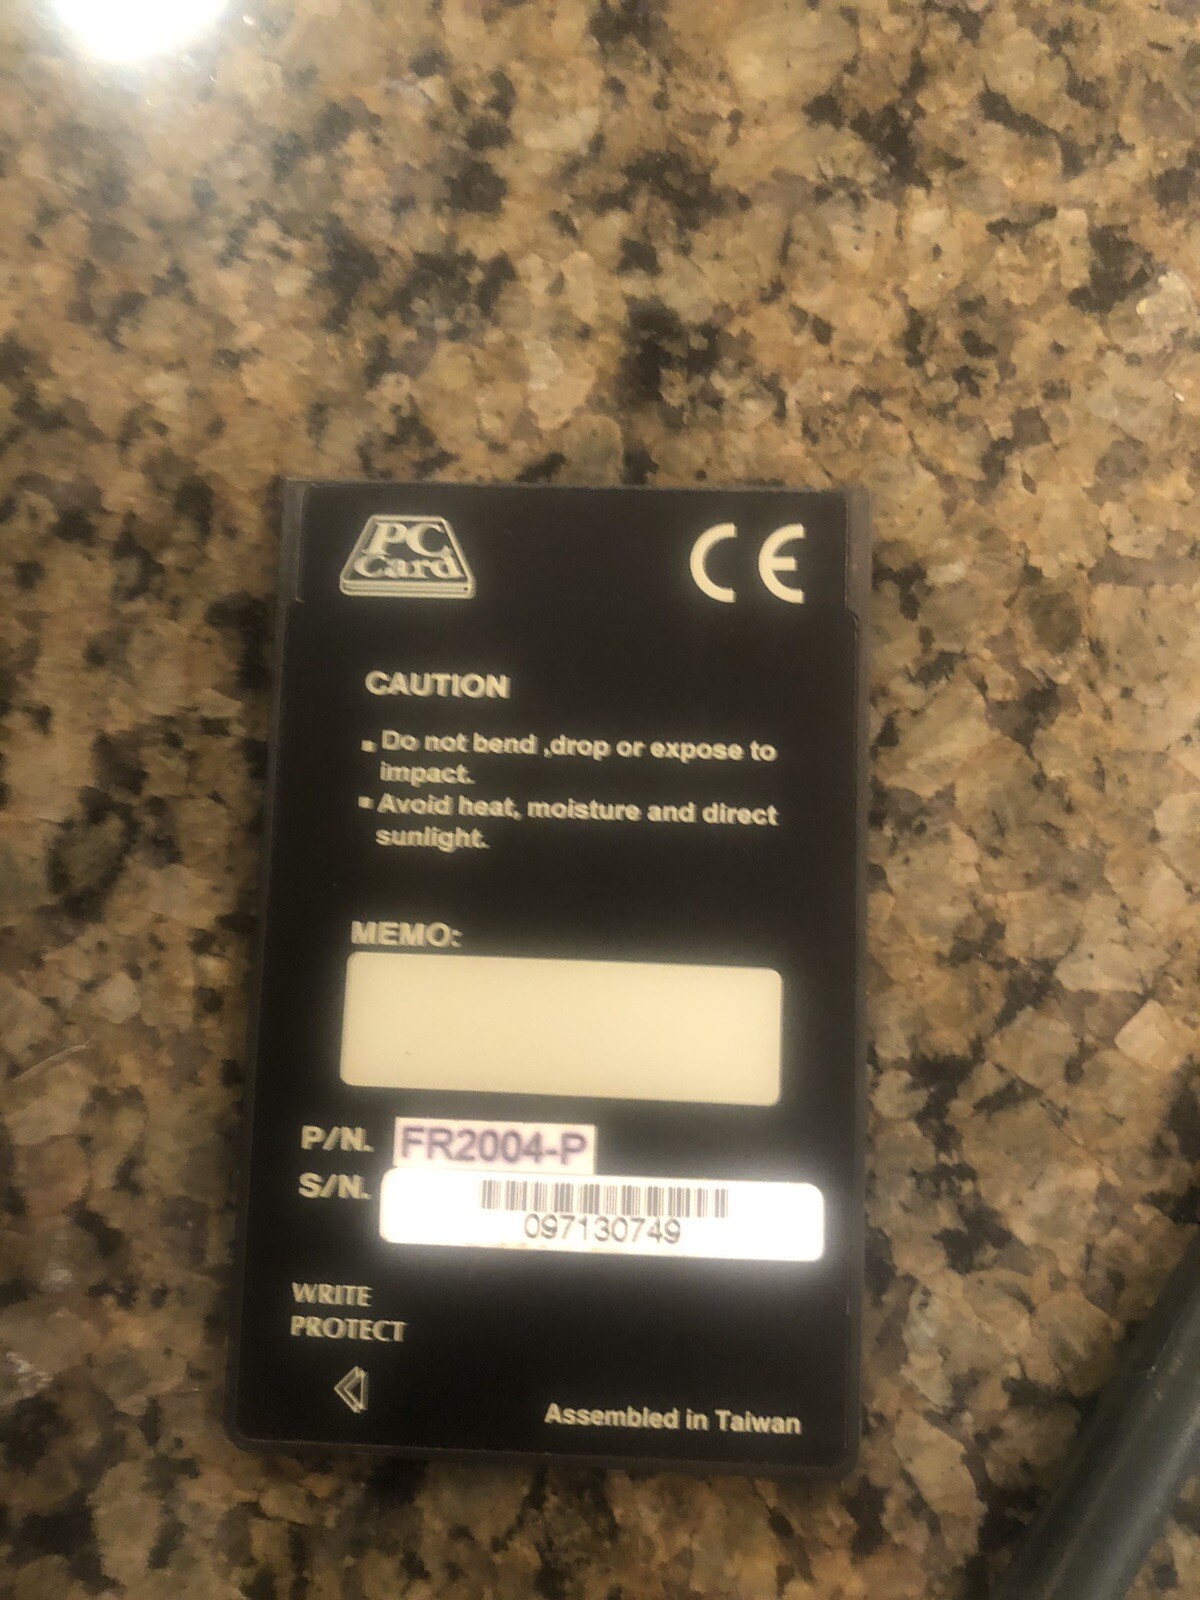 PC
Card
CE
CAUTION
▪ Do not bend ,drop or expose to
impact.
▪ Avoid heat, moisture and direct
sunlight.
MEMO:
P/N. FR2004-P
S/N.
097130749
WRITE
PROTECT
Assembled in Taiwan